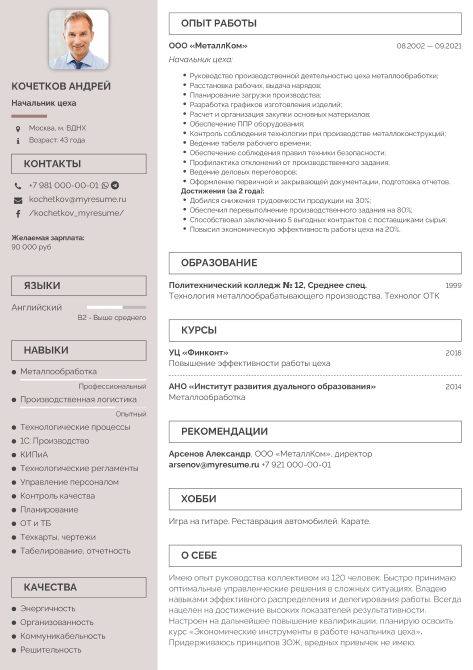 КОЧЕТКОВ АНДРЕЙ
Начальник цеха
Москва, м. ВДНХ
Возраст: 43 года
КОНТАКТЫ
+7 981 000-00-01
kochetkov@myresume.ru
/kochetkov_myresume/
Желаемая зарплата:
90 000 руб
ЯЗЫКИ
Английский
B2 - Выше среднего
НАВЫКИ
Металлообработка
Профессиональный
Производственная логистика
Опытный
Технологические процессы
1С: Производство
КИПиА
Технологические регламенты
Управление персоналом
Контроль качества
Планирование
ОТ и ТБ
Техкарты, чертежи
Табелирование, отчетность
КАЧЕСТВА
Энергичность
Организованность
Коммуникабельность
Решительность
ОПЫТ РАБОТЫ
ООО «МеталлКом» 08.2002 — 09.2021
Начальник цеха:
Руководство производственной деятельностью цеха металлообработки;
Расстановка рабочих, выдача нарядов;
Планирование загрузки производства;
Разработка графиков изготовления изделий;
Расчет и организация закупки основных материалов;
Обеспечение ППР оборудования;
Контроль соблюдения технологии при производстве металлоконструкций;
Ведение табеля рабочего времени;
Обеспечение соблюдения правил техники безопасности;
Профилактика отклонений от производственного задания;
Ведение деловых переговоров;
Оформление первичной и закрывающей документации, подготовка отчетов.
Достижения (за 2 года):
Добился снижения трудоемкости продукции на 30%;
Обеспечил перевыполнение производственного задания на 80%;
Способствовал заключению 5 выгодных контрактов с поставщиками сырья;
Повысил экономическую эффективность работы цеха на 20%.
ОБРАЗОВАНИЕ
Политехнический колледж № 12, Среднее спец. 1999
Технология металлообрабатывающего производства. Технолог ОТК
КУРСЫ
УЦ «Финконт» 2018
Повышение эффективности работы цеха
АНО «Институт развития дуального образования» 2014
Металлообработка
РЕКОМЕНДАЦИИ
Арсенов Александр, ООО «МеталлКом», директор
arsenov@myresume.ru +7 921 000-00-01
ХОББИ
Игра на гитаре. Реставрация автомобилей. Карате.
О СЕБЕ
Имею опыт руководства коллективом из 120 человек. Быстро принимаю
оптимальные управленческие решения в сложных ситуациях. Владею
навыками эффективного распределения и делегирования работы. Всегда
нацелен на достижение высоких показателей результативности.
Настроен на дальнейшее повышение квалификации, планирую освоить
курс «Экономические инструменты в работе начальника цеха».
Придерживаюсь принципов ЗОЖ, вредных привычек не имею.